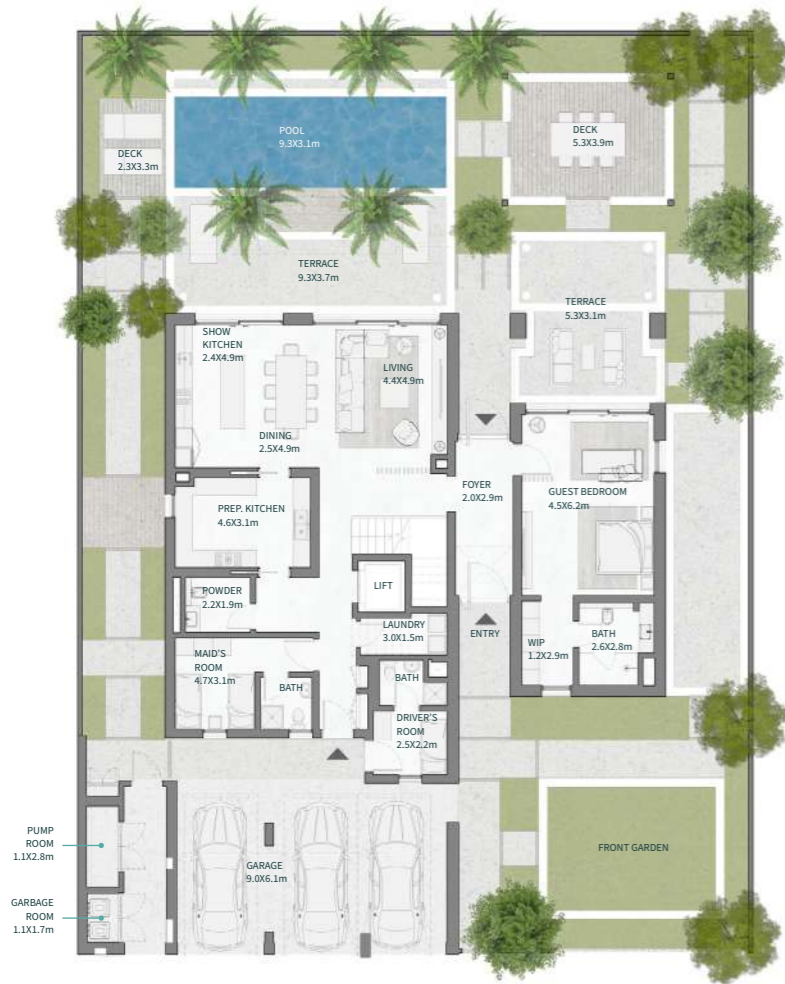 POOL
9.3X3.1m
DECK
5.3X3.9m
DECK
2.3X3.3m
TERRACE
9.3X3.7m
TERRACE
5.3X3.1m
SHOW
KITCHEN
2.4X4.9m
LIVING
4.4X4.9m
DINING
2.5X4.9m
FOYER
2.0X2.9m
GUEST BEDROOM
4.5X6.2m
PREP. KITCHEN
4.6X3.1m
LIFT
POWDER
2.2X1.9m
LAUNDRY
3.0X1.5m
ENTRY
WIP
1.2X2.9m
BATH
2.6X2.8m
MAID'S
ROOM
4.7X3.1m
BATH
BATH
DRIVER'S
ROOM
2.5X2.2m
PUMP
ROOM
1.1X2.8m
GARAGE
9.0X6.1m
FRONT GARDEN
GARBAGE
ROOM
1.1X1.7m